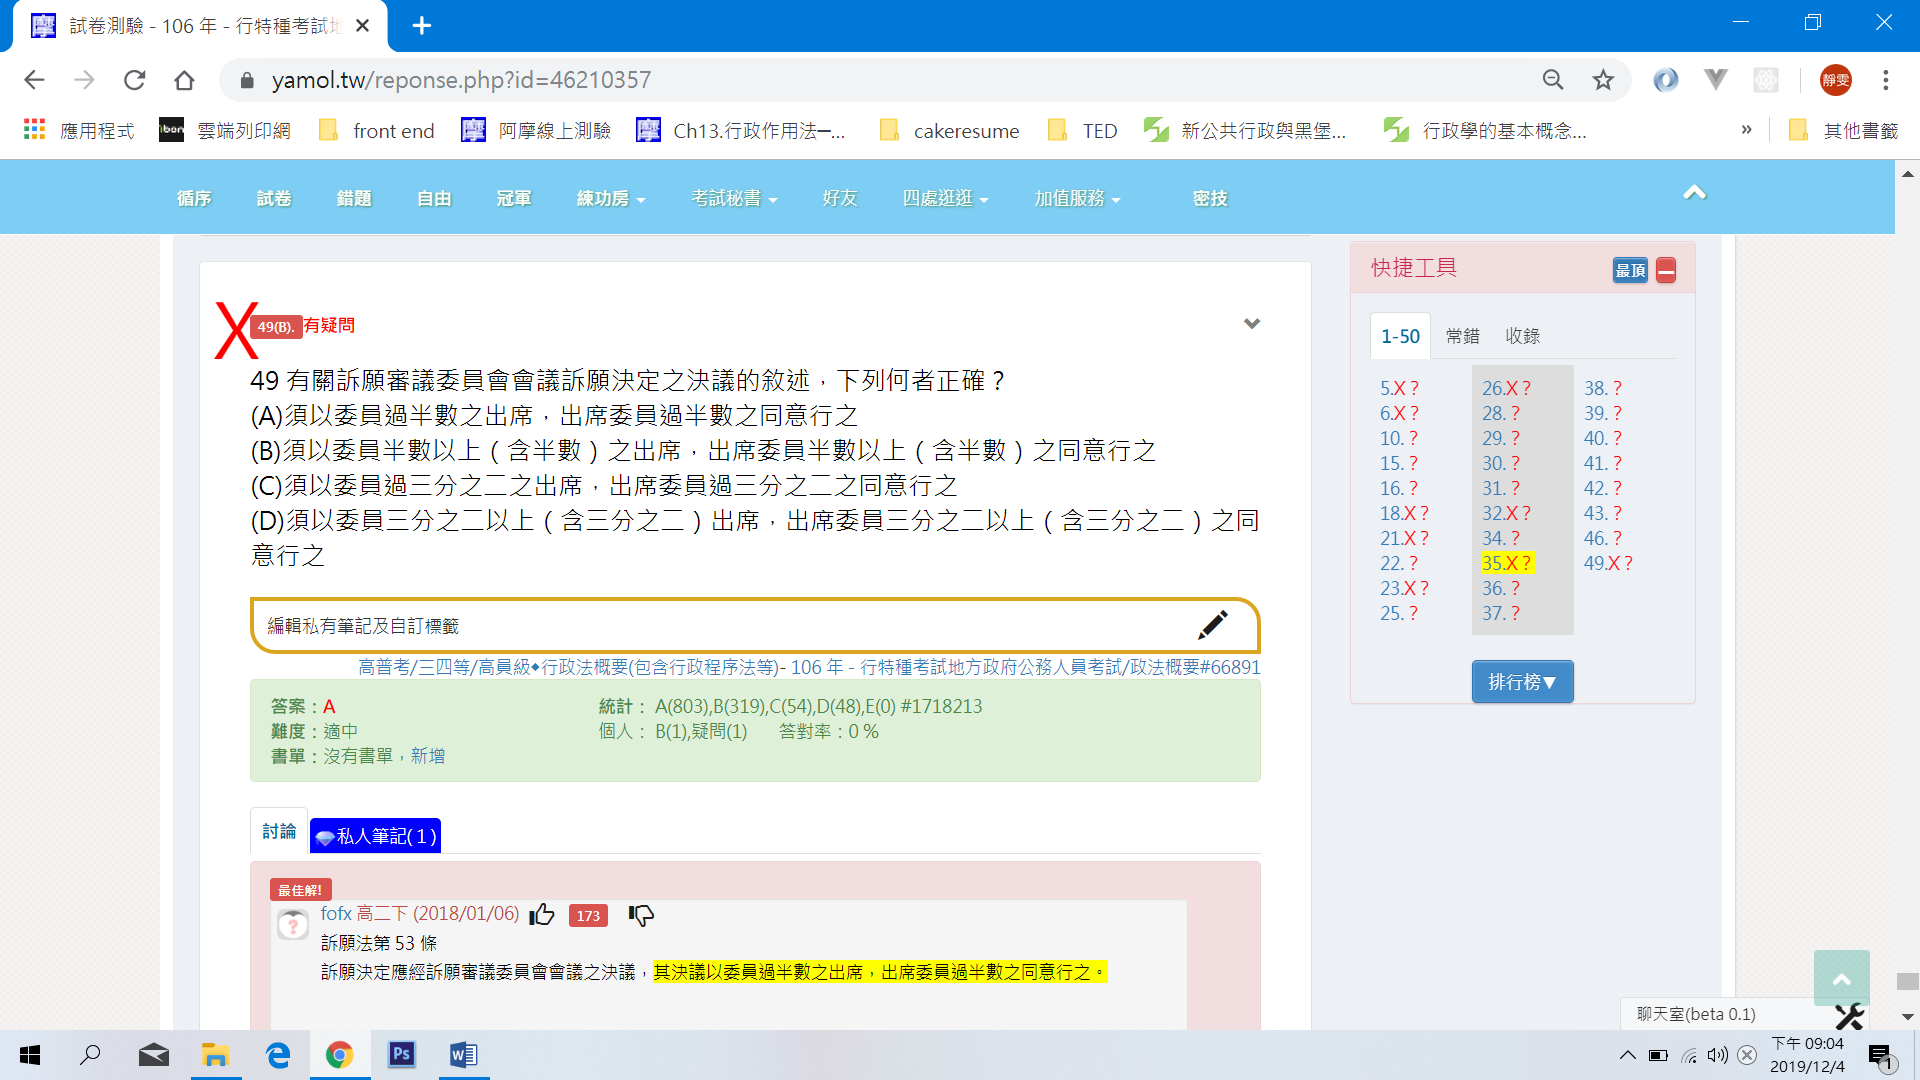 試卷測驗 - 106 年 - 行特種考試地
yamol.tw/reponse.php?id=46210357
靜雯
應用程式
ibon
雲端列印網
front end
摩
阿摩線上測驗
摩
Ch13.行政作用法一...
cakeresume
TED
新公共行政與黑堡...
行政學的基本概念...
»
其他書籤
循序
試卷
錯題
自由
冠軍
練功房
考試秘書
好友
四處逛逛
加值服務
密技
X
49(B).
有疑問
49 有關訴願審議委員會會議訴願決定之決議的敘述，下列何者正確？
(A)須以委員過半數之出席，出席委員過半數之同意行之
(B)須以委員半數以上（含半數）之出席，出席委員半數以上（含半數）之同意行之
(C)須以委員過三分之二之出席，出席委員過三分之二之同意行之
(D)須以委員三分之二以上（含三分之二）出席，出席委員三分之二以上（含三分之二）之同
意行之
編輯私有筆記及自訂標籤
高普考/三四等/高員級◆行政法概要(包含行政程序法等)- 106 年 - 行特種考試地方政府公務人員考試/政法概要#66891
答案：A
統計： A(803),B(319),C(54),D(48),E(0) #1718213
難度：適中
個人： B(1),疑問(1) 答對率：0 %
書單：沒有書單，新增
討論
私人筆記( 1 )
最佳解!
fofx 高二下 (2018/01/06)
173
訴願法第 53 條
訴願決定應經訴願審議委員會會議之決議，其決議以委員過半數之出席，出席委員過半數之同意行之。
快捷工具
最頂
1-50
常錯
收錄
5.X ?
6.X ?
10. ?
15. ?
16. ?
18.X ?
21.X ?
22. ?
23.X ?
25. ?
26.X ?
28. ?
29. ?
30. ?
31. ?
32.X ?
34. ?
35.X ?
36. ?
37. ?
38. ?
39. ?
40. ?
41. ?
42. ?
43. ?
46. ?
49.X ?
排行榜▼
聊天室(beta 0.1)
Ps
下午 09:04
2019/12/4
1